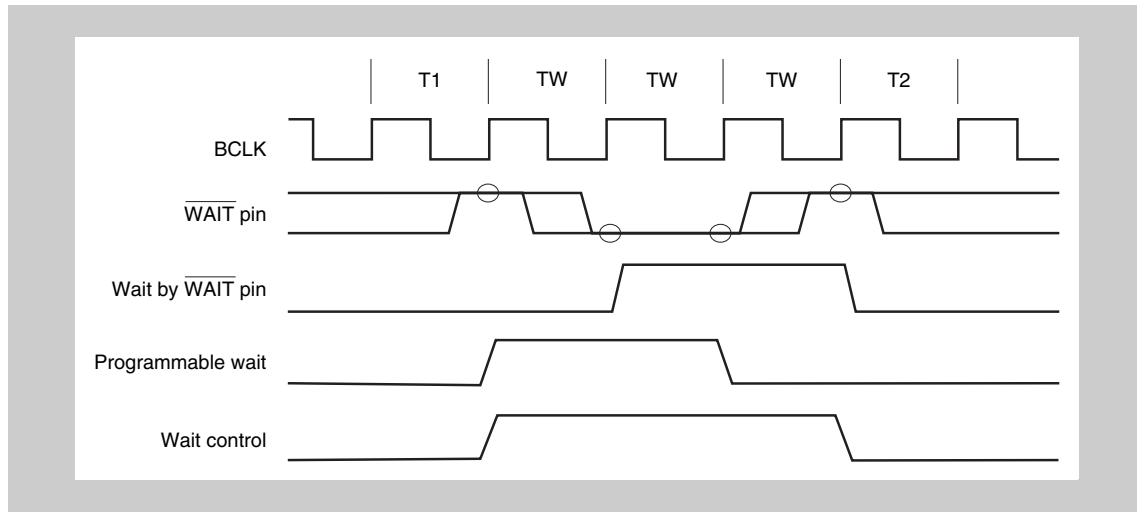 T1 TW TW TW T2
BCLK
WAIT pin
Wait by WAIT pin
Programmable wait
Wait control